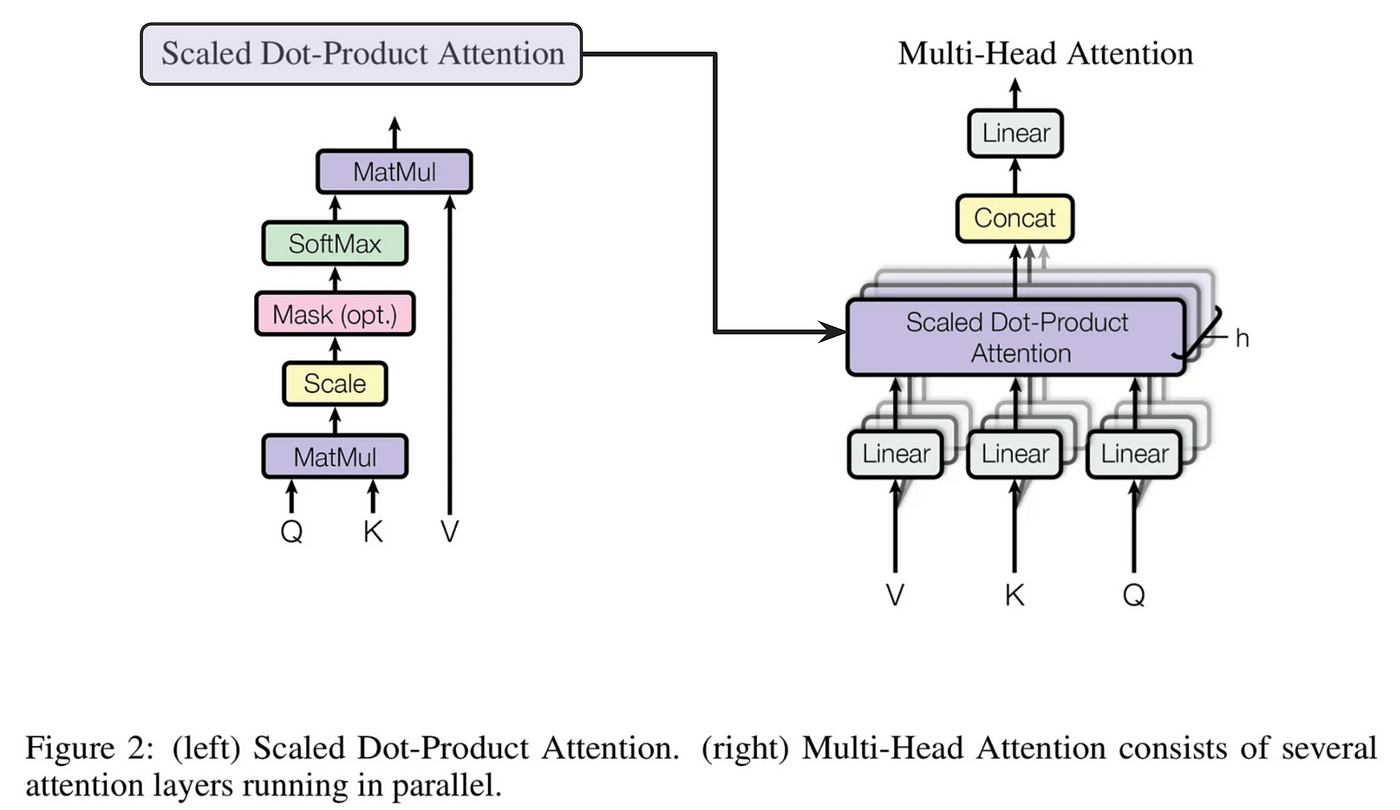 Scaled Dot-Product Attention
MatMul
SoftMax
Mask (opt.)
Scale
MatMul
Q K V
Multi-Head Attention
Linear
Concat
Scaled Dot-Product
Attention
h
Linear Linear Linear
V K Q
Figure 2: (left) Scaled Dot-Product Attention. (right) Multi-Head Attention consists of several
attention layers running in parallel.